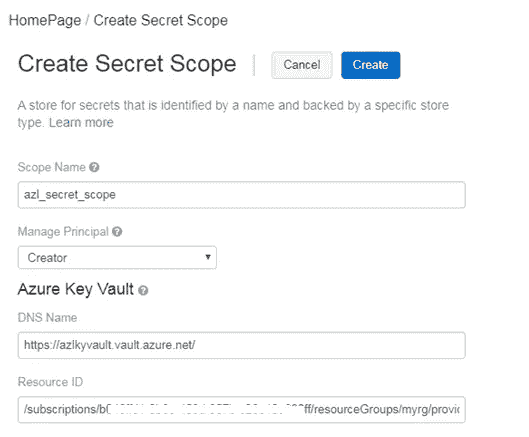 HomePage / Create Secret Scope
Create Secret Scope | Cancel Create
A store for secrets that is identified by a name and backed by a specific store
type. Learn more
Scope Name
azl_secret_scope
Manage Principal
Creator
Azure Key Vault
DNS Name
https://azlkyvault.vault.azure.net/
Resource ID
/subscriptions/b ff/resourceGroups/myrg/provid